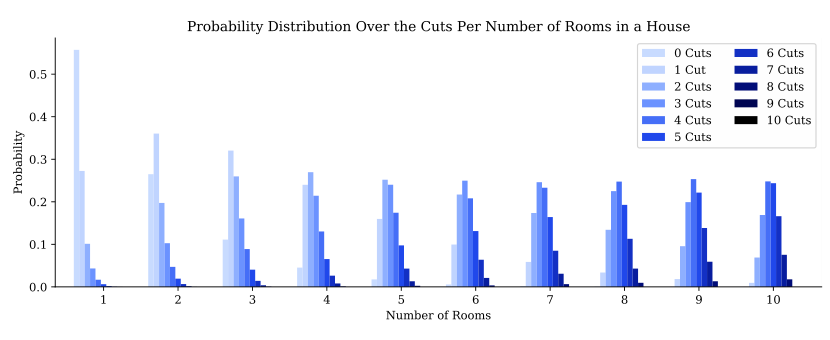 Probability Distribution Over the Cuts Per Number of Rooms in a House
0 Cuts
1 Cut
2 Cuts
3 Cuts
4 Cuts
5 Cuts
6 Cuts
7 Cuts
8 Cuts
9 Cuts
10 Cuts
Probability
0.5
0.4
0.3
0.2
0.1
0.0
1 2 3 4 5 6 7 8 9 10
Number of Rooms